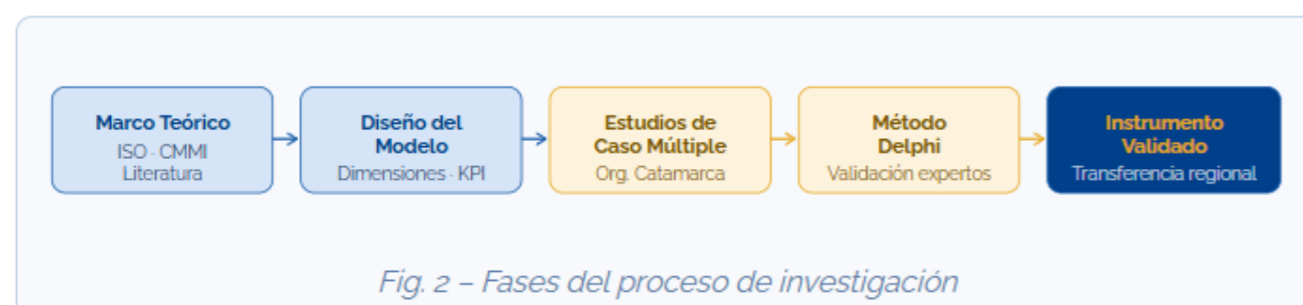 Marco Teórico
ISO · CMMI
Literatura
Diseño del
Modelo
Dimensiones · KPI
Estudios de
Caso Múltiple
Org. Catamarca
Método
Delphi
Validación expertos
Instrumento
Validado
Transferencia regional
Fig. 2 – Fases del proceso de investigación